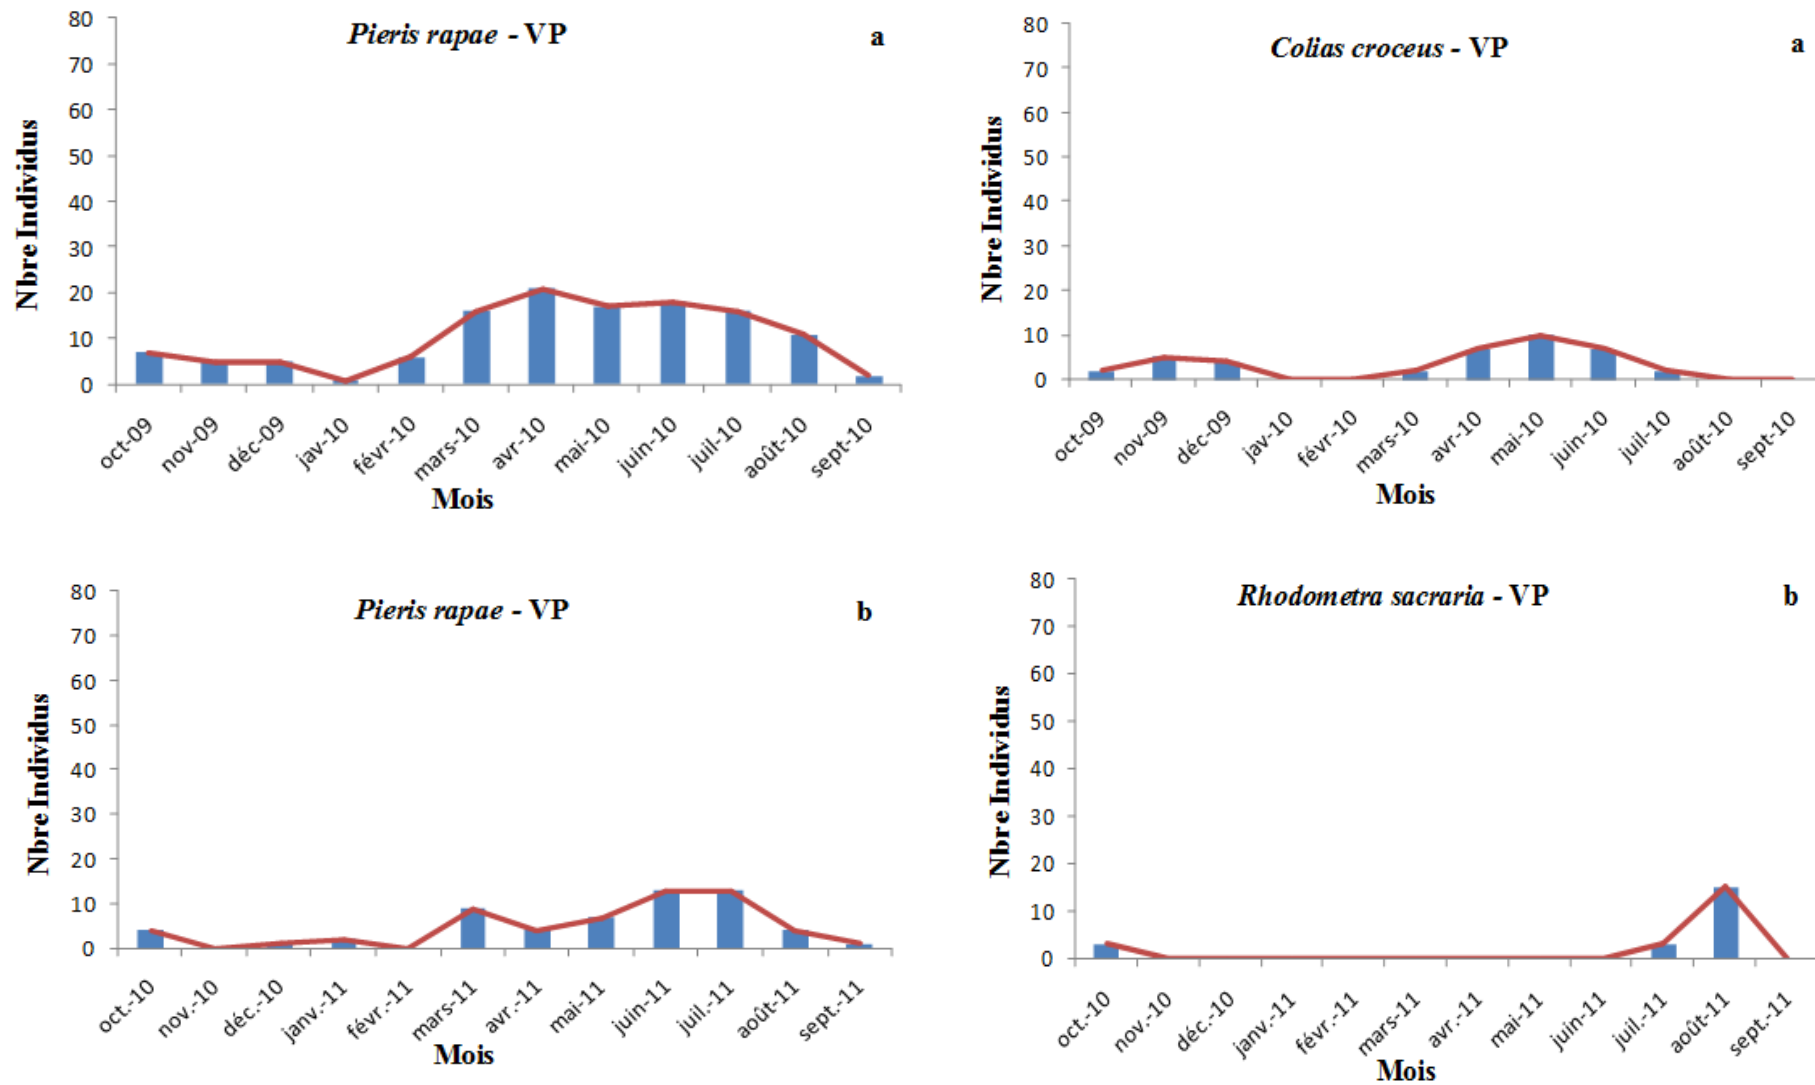 Pieris rapae - VP
a
Nbre Individus
80
70
60
50
40
30
20
10
0
oct-09
nov-09
déc-09
jav-10
févr-10
mars-10
avr-10
mai-10
juin-10
juil-10
août-10
sept-10
Mois
Colias croceus - VP
a
Nbre Individus
80
70
60
50
40
30
20
10
0
oct-09
nov-09
déc-09
jav-10
févr-10
mars-10
avr-10
mai-10
juin-10
juil-10
août-10
sept-10
Mois
Pieris rapae - VP
b
Nbre Individus
80
70
60
50
40
30
20
10
0
oct.-10
nov.-10
déc.-10
janv.-11
févr.-11
mars-11
avr.-11
mai-11
juin-11
juil.-11
août-11
sept.-11
Mois
Rhodometra sacraria - VP
b
Nbre Individus
80
70
60
50
40
30
20
10
0
oct.-10
nov.-10
déc.-10
janv.-11
févr.-11
mars-11
avr.-11
mai-11
juin-11
juil.-11
août-11
sept.-11
Mois